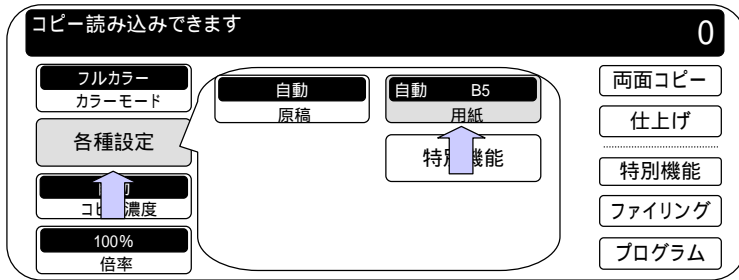 コピー読み込みできます
0
フルカラー
カラーモード
各種設定
コピ 濃度
100%
倍率
自動
原稿
自動 B5
用紙
特別機能
両面コピー
仕上げ
特別機能
ファイリング
プログラム